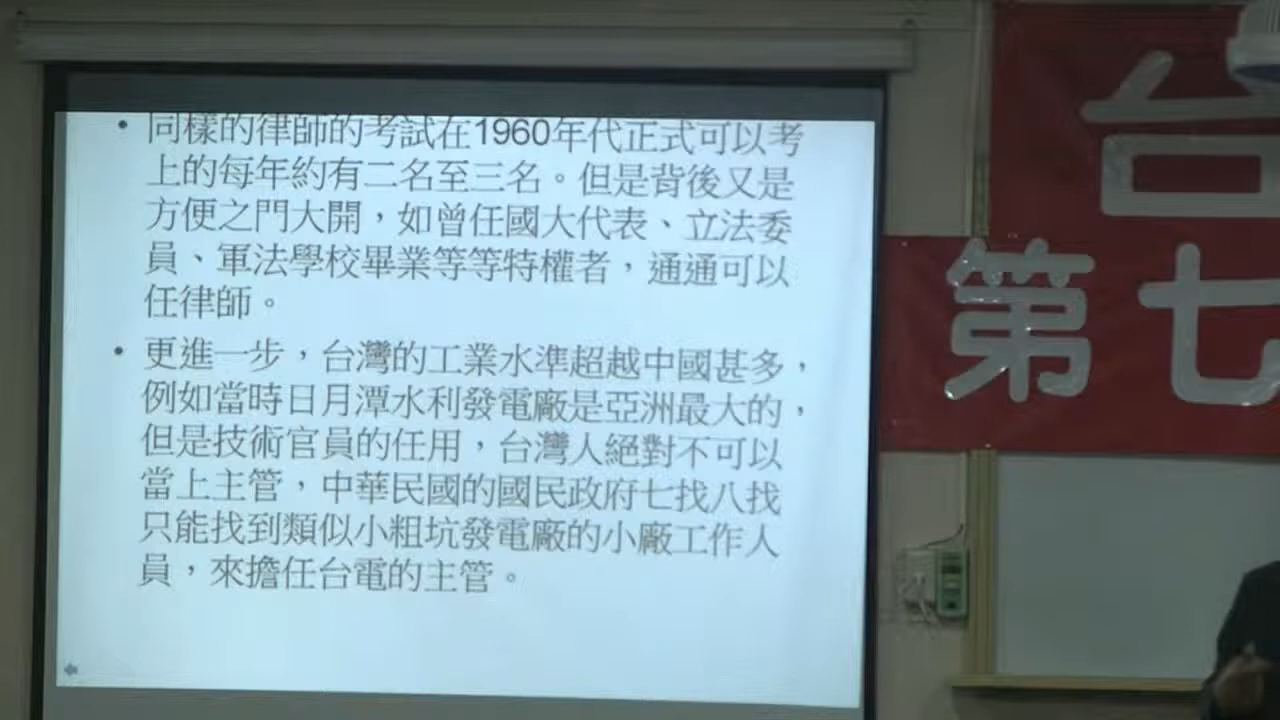 • 同樣的律師的考試在1960年代正式可以考
上的每年約有二名至三名。但是背後又是
方便之門大開，如曾任國大代表、立法委
員、軍法學校畢業等等特權者，通通可以
任律師。
• 更進一步，台灣的工業水準超越中國甚多，
例如當時日月潭水利發電廠是亞洲最大的，
但是技術官員的任用，台灣人絕對不可以
當上主管，中華民國的國民政府七找八找
只能找到類似小粗坑發電廠的小廠工作人
員，來擔任台電的主管。
台
第七